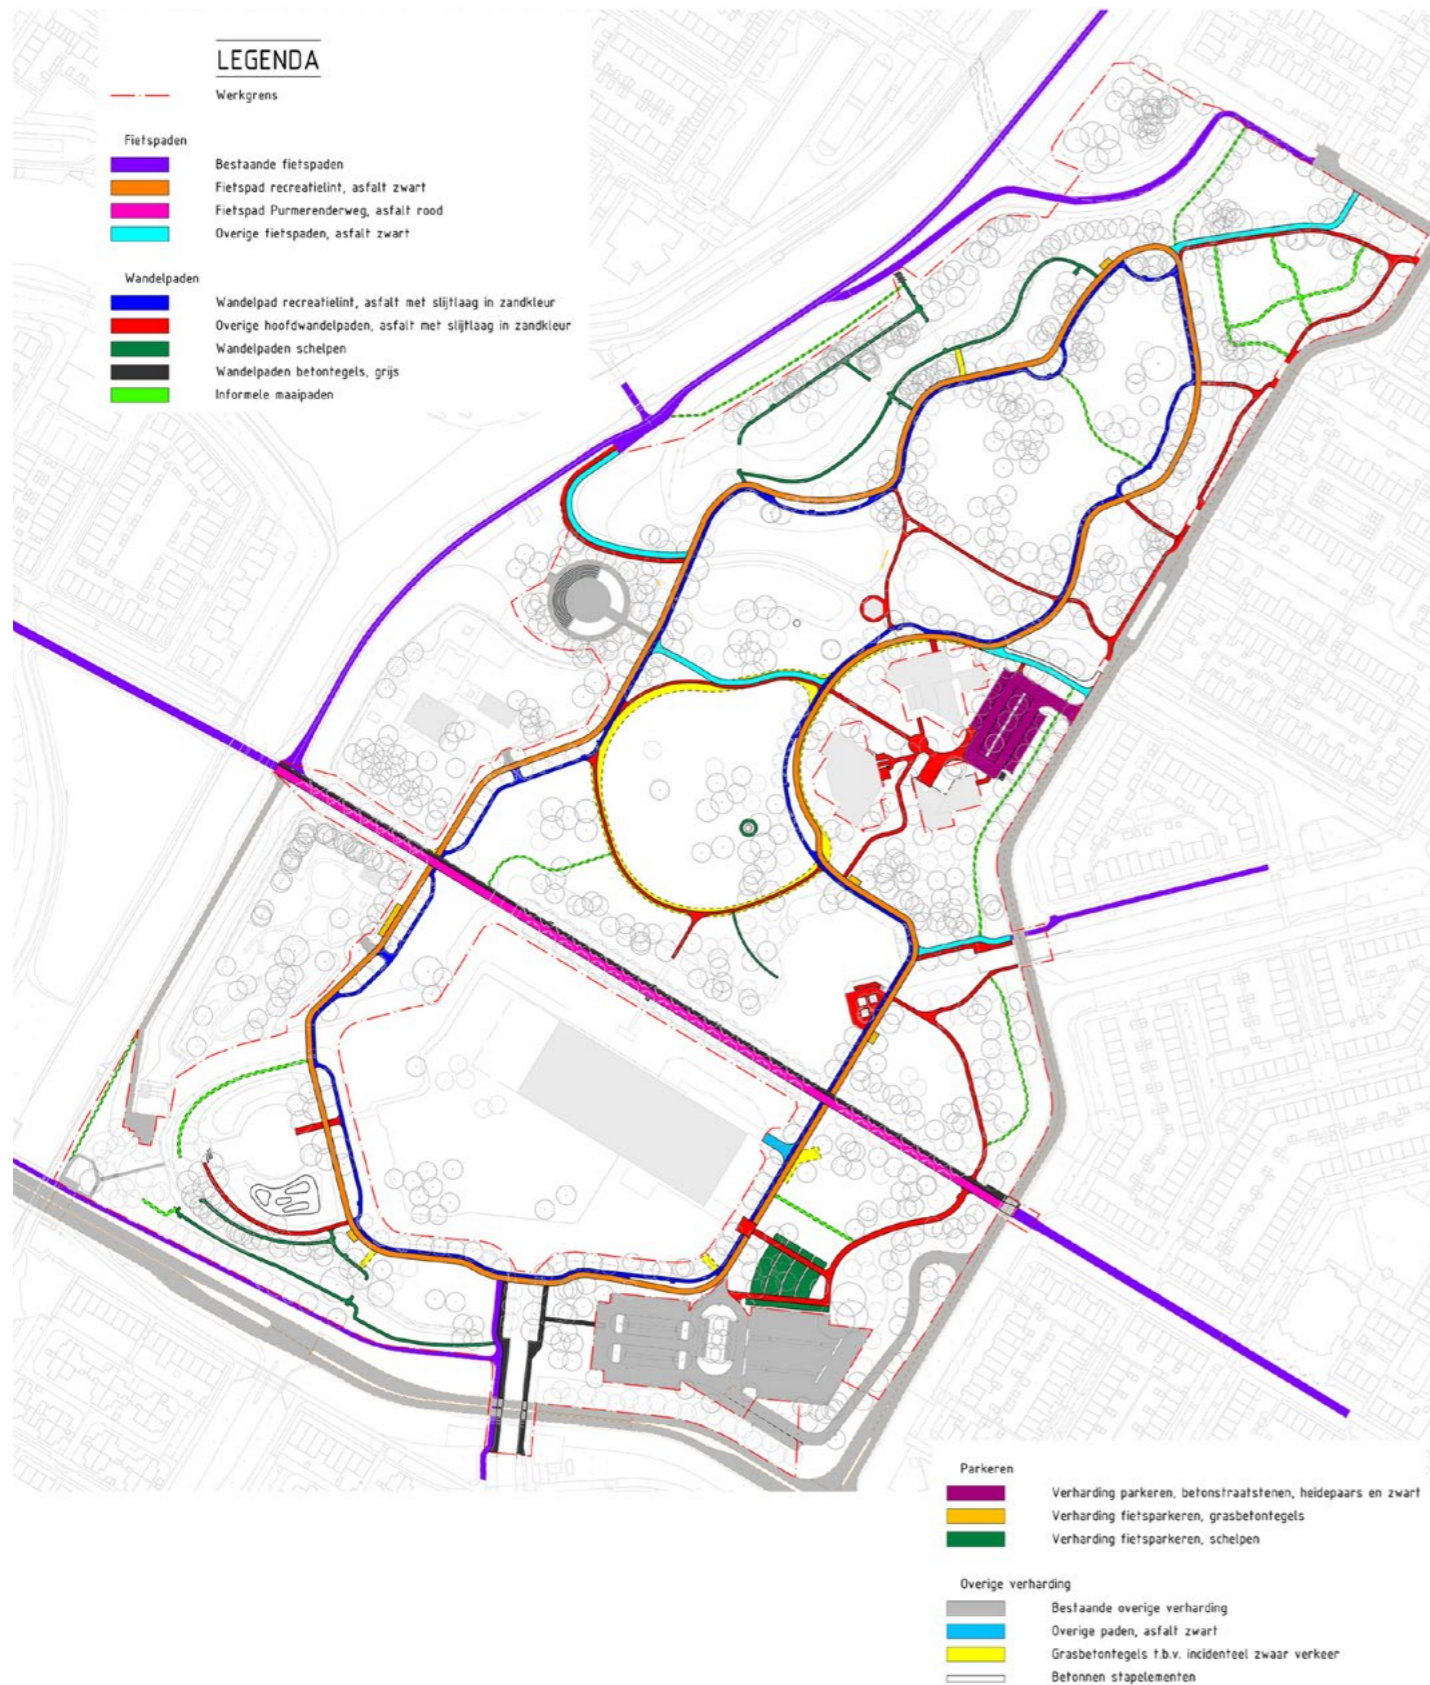 LEGENDA
Werkgrens
Fietspaden
Bestaande fietspaden
Fietspad recreatielint, asfalt zwart
Fietspad Purmerenderweg, asfalt rood
Overige fietspaden, asfalt zwart
Wandelpaden
Wandelpad recreatielint, asfalt met slijtlaag in zandkleur
Overige hoofdwandelpaden, asfalt met slijtlaag in zandkleur
Wandelpaden schelpen
Wandelpaden betontegels, grijs
Informele maaipaden
Parkeren
Verharding parkeren, betonstraatstenen, heidepaars en zwart
Verharding fietsparkeren, grasbetontegels
Verharding fietsparkeren, schelpen
Overige verharding
Bestaande overige verharding
Overige paden, asfalt zwart
Grasbetontegels t.b.v. incidenteel zwaar verkeer
Betonnen stapelementen